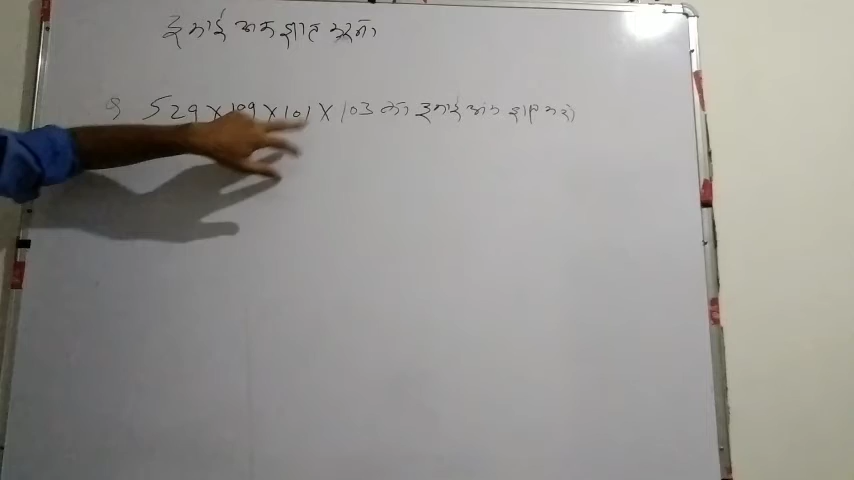 इकाई अंक ज्ञात करना
Q 529 X 109 X 101 X 103 का इकाई अंक ज्ञात करो